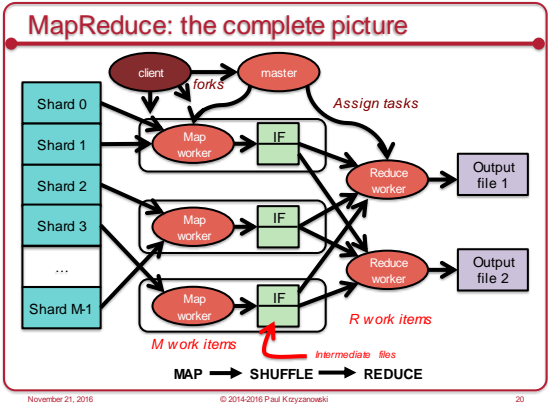 MapReduce: the complete picture
client
master
forks
Assign tasks
Shard 0
Shard 1
Shard 2
Shard 3
...
Shard M-1
Map
worker
IF
Map
worker
IF
Map
worker
IF
Reduce
worker
Reduce
worker
Output
file 1
Output
file 2
M work items
R work items
Intermediate files
MAP SHUFFLE REDUCE
November 21, 2016
© 2014-2016 Paul Krzyzanowski
20